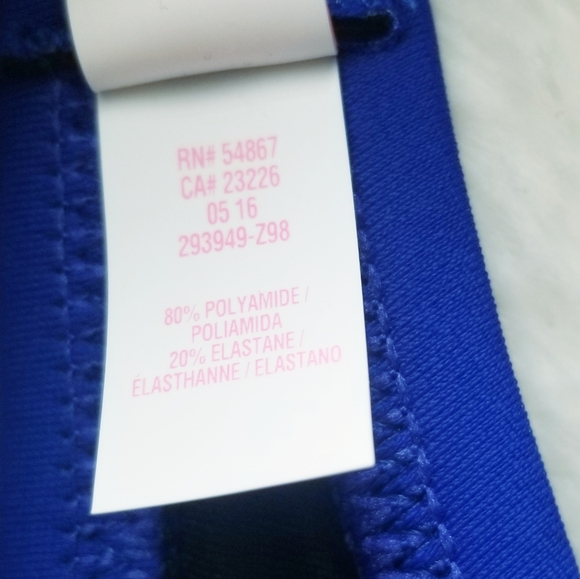 RN# 54867
CA# 23226
05 16
293949-Z98
80% POLYAMIDE /
POLIAMIDA
20% ELASTANE /
ÉLASTHANNE / ELASTANO